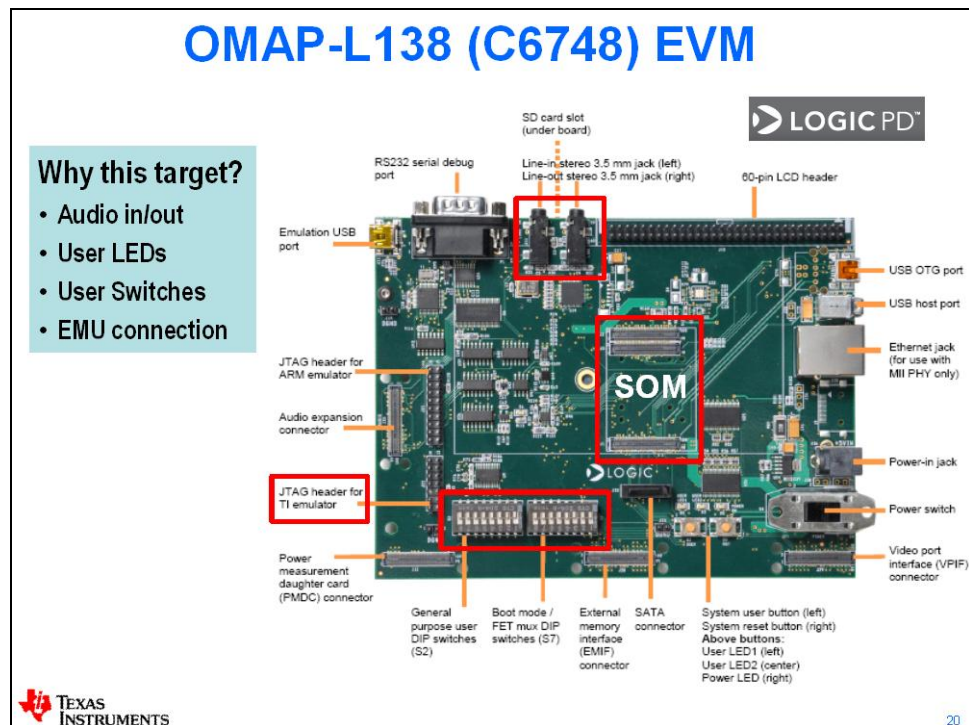 OMAP-L138 (C6748) EVM
LOGIC PD™
Why this target?
• Audio in/out
• User LEDs
• User Switches
• EMU connection
SD card slot
(under board)
RS232 serial debug
port
Line-in stereo 3.5 mm jack (left)
Line-out stereo 3.5 mm jack (right)
60-pin LCD header
Emulation USB
port
USB OTG port
USB host port
Ethernet jack
(for use with
MII PHY only)
JTAG header for
ARM emulator
SOM
Audio expansion
connector
LOGIC
Power-in jack
JTAG header for
TI emulator
Power switch
Power
measurement
daughter card
(PMDC) connector
Video port
interface (VPIF)
connector
General
purpose user
DIP switches
(S2)
Boot mode /
FET mux DIP
switches (S7)
External
memory
interface
(EMIF)
connector
SATA
connector
System user button (left)
System reset button (right)
Above buttons:
User LED1 (left)
User LED2 (center)
Power LED (right)
TEXAS
INSTRUMENTS
20